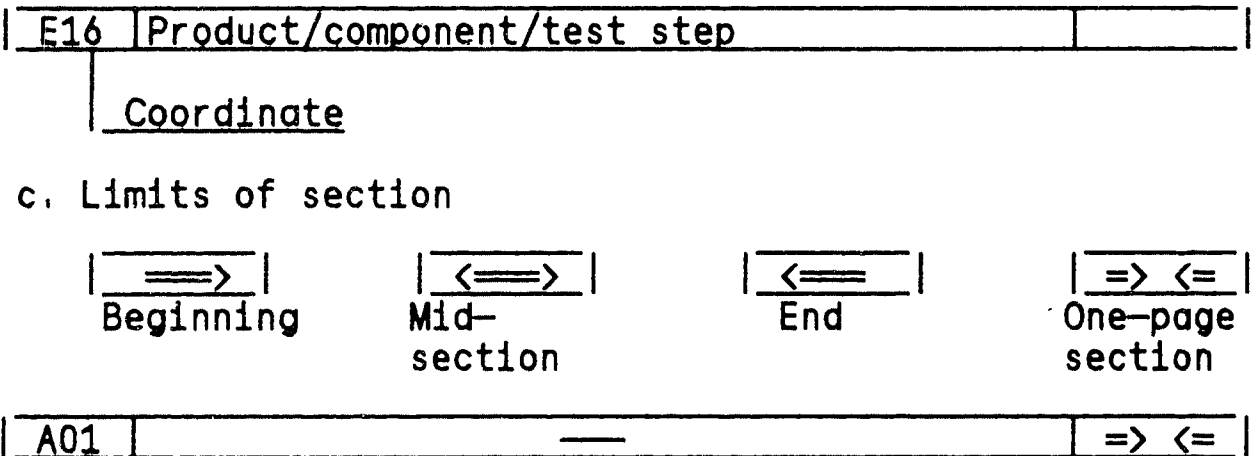 E16 Product/component/test step
Coordinate
c. Limits of section
===> <===> <=== => <=
Beginning Mid- End One-page
section section
A01 — => <=